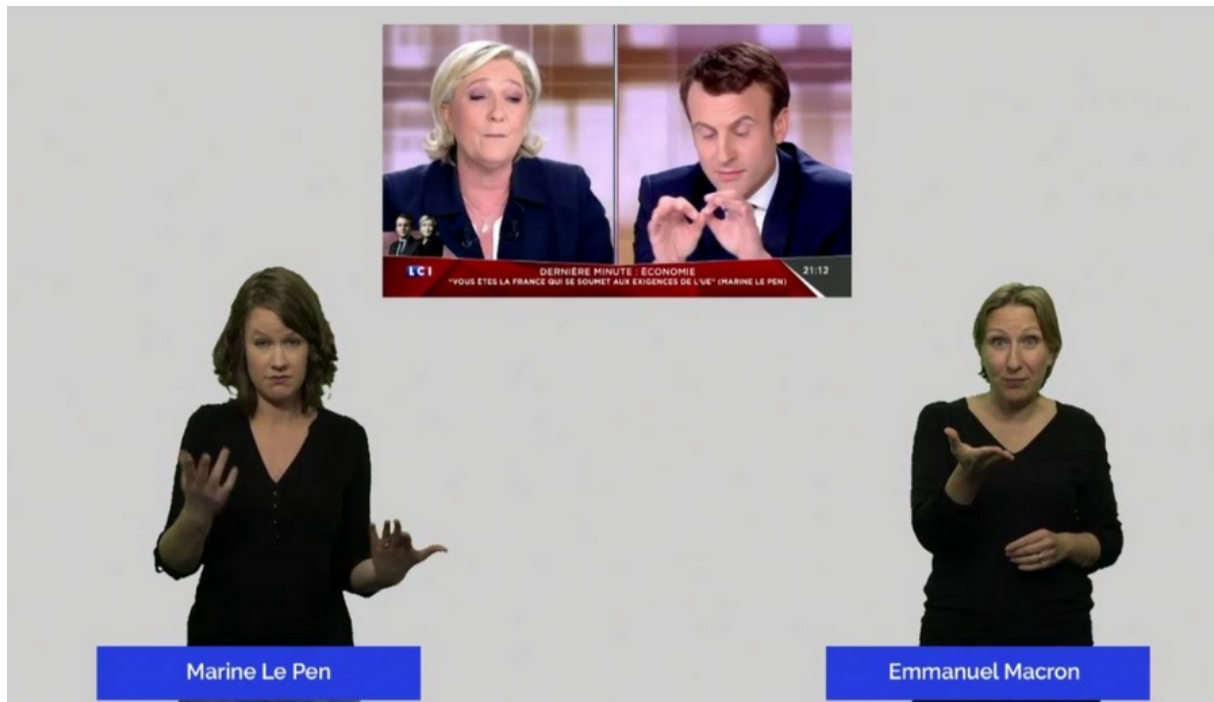 LCI
DERNIÈRE MINUTE : ÉCONOMIE
21:12
"VOUS ÊTES LA FRANCE QUI SE SOUMET AUX EXIGENCES DE L'UE" (MARINE LE PEN)
Marine Le Pen
Emmanuel Macron